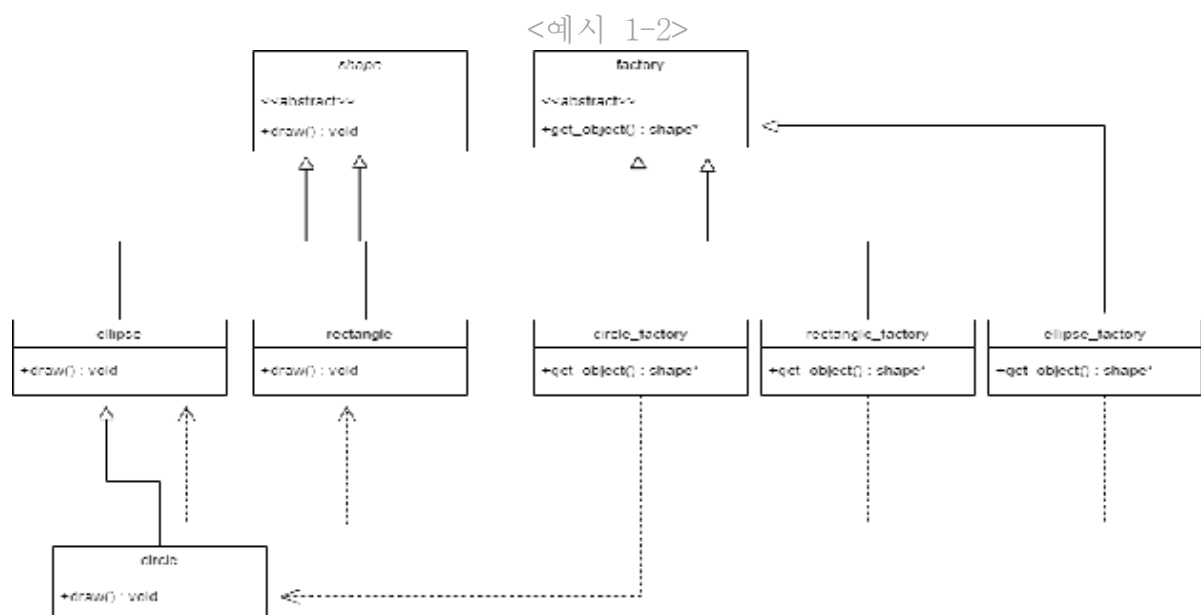 <예시 1-2>
shape
<<abstract>>
+draw() : void
factory
<<abstract>>
+get_object() : shape*
ellipse
+draw() : void
rectangle
+draw() : void
circle_factory
+get_object() : shape*
rectangle_factory
+get_object() : shape*
ellipse_factory
+get_object() : shape*
circle
+draw() : void